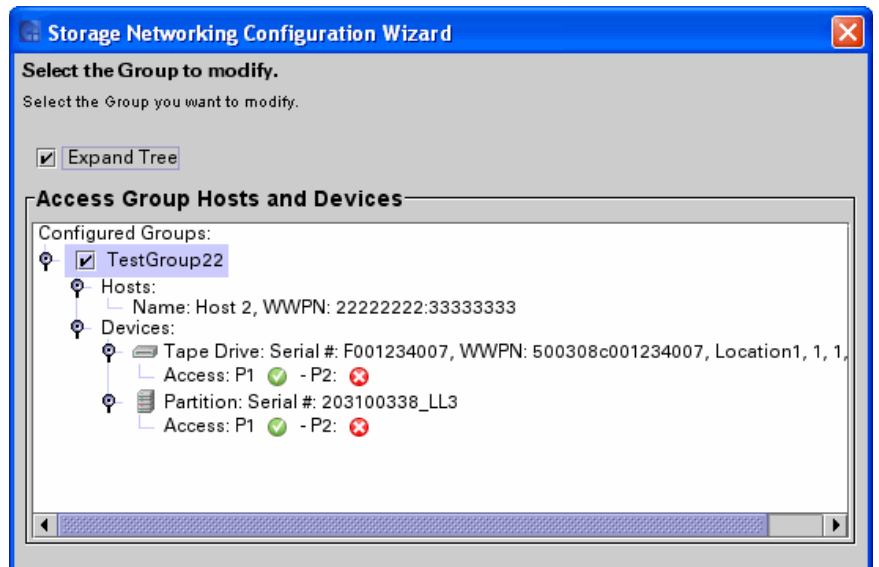 Storage Networking Configuration Wizard
Select the Group to modify.
Select the Group you want to modify.
Expand Tree
Access Group Hosts and Devices
Configured Groups:
TestGroup22
Hosts:
Name: Host 2, WWPN: 22222222:33333333
Devices:
Tape Drive: Serial #: F001234007, WWPN: 500308c001234007, Location1, 1, 1,
Access: P1 - P2:
Partition: Serial #: 203100338_LL3
Access: P1 - P2: